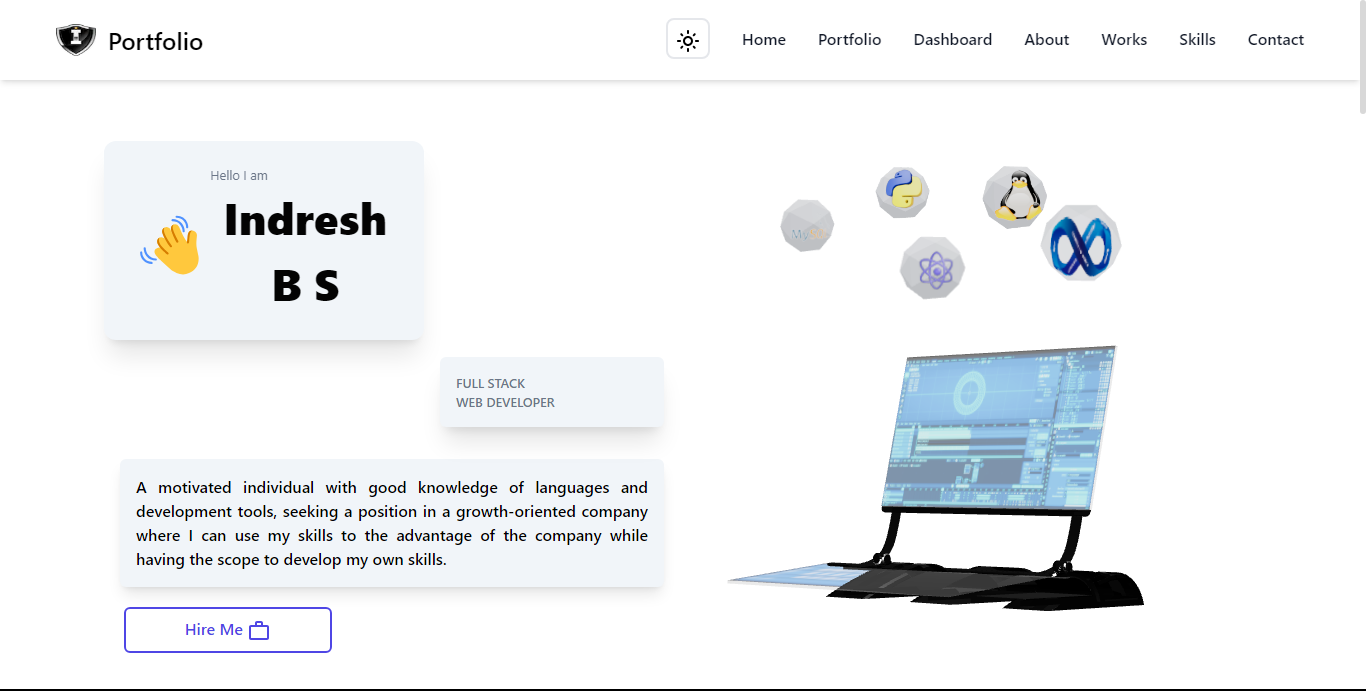 Portfolio
Home
Portfolio
Dashboard
About
Works
Skills
Contact
Hello I am
Indresh
B S
FULL STACK
WEB DEVELOPER
A motivated individual with good knowledge of languages and
development tools, seeking a position in a growth-oriented company
where I can use my skills to the advantage of the company while
having the scope to develop my own skills.
Hire Me